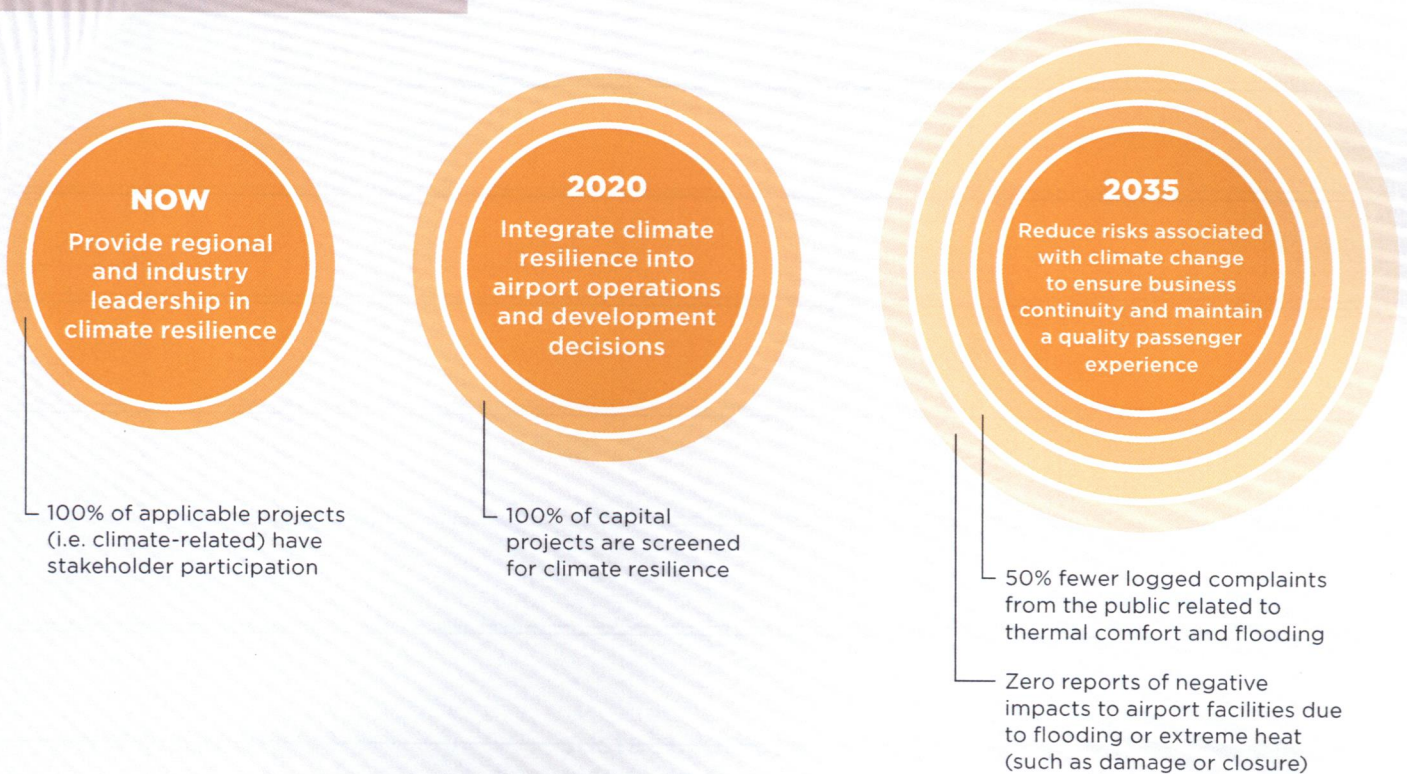 NOW
Provide regional
and industry
leadership in
climate resilience
100% of applicable projects
(i.e. climate-related) have
stakeholder participation
2020
Integrate climate
resilience into
airport operations
and development
decisions
100% of capital
projects are screened
for climate resilience
2035
Reduce risks associated
with climate change
to ensure business
continuity and maintain
a quality passenger
experience
50% fewer logged complaints
from the public related to
thermal comfort and flooding
Zero reports of negative
impacts to airport facilities due
to flooding or extreme heat
(such as damage or closure)